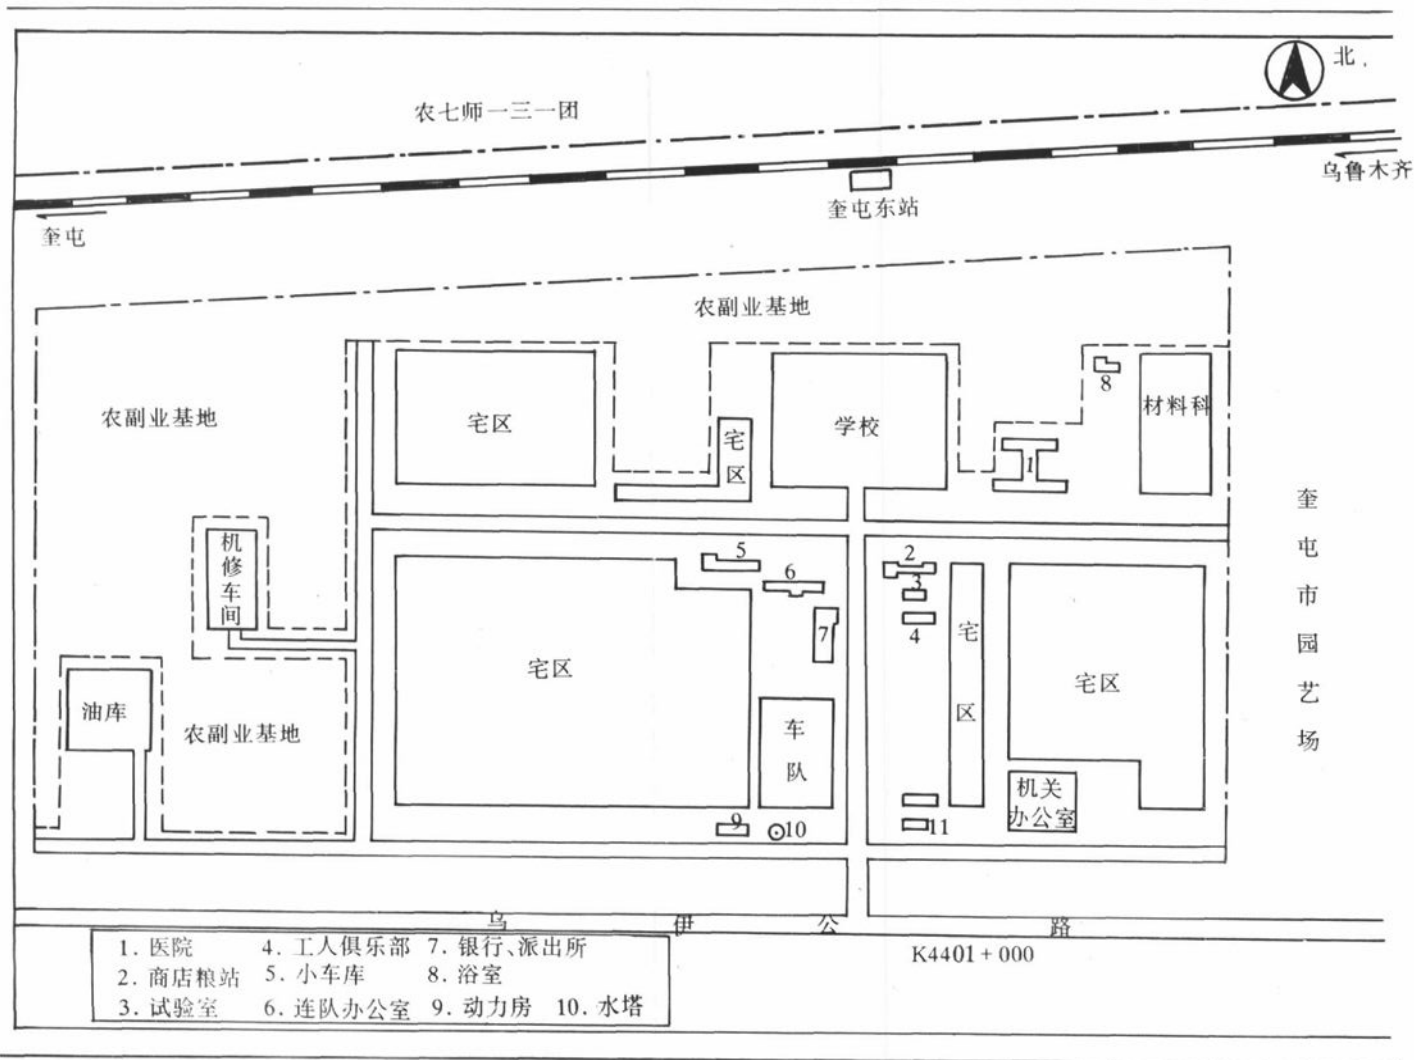 北
农七师一三一团
乌鲁木齐
奎屯东站
奎屯
农副业基地
农副业基地
宅区
宅区
学校
1
8
材料科
机修车间
油库
农副业基地
宅区
5
6
7
车队
9
10
2
3
4
宅区
宅区
机关
办公室
11
奎屯市园艺场
乌伊公路
K4401+000
1. 医院 4. 工人俱乐部 7. 银行、派出所
2. 商店粮站 5. 小车库 8. 浴室
3. 试验室 6. 连队办公室 9. 动力房 10. 水塔